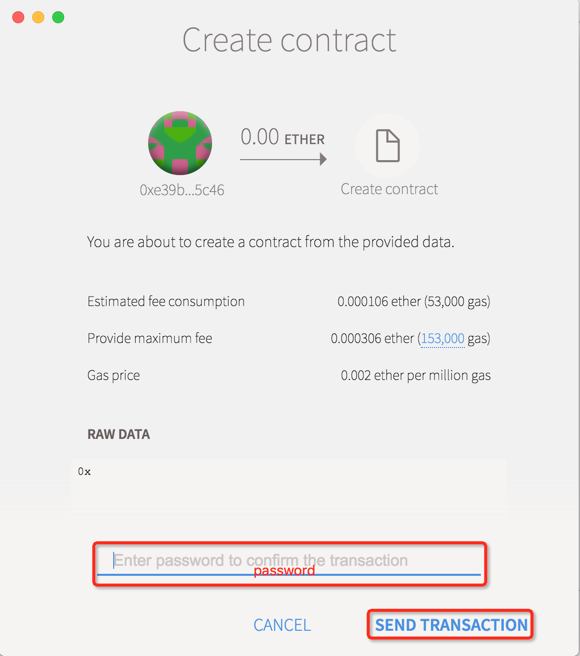 Create contract
0.00 ETHER
0xe39b...5c46
Create contract
You are about to create a contract from the provided data.
Estimated fee consumption 0.000106 ether (53,000 gas)
Provide maximum fee 0.000306 ether (153,000 gas)
Gas price 0.002 ether per million gas
RAW DATA
0x
Enter password to confirm the transaction
password
CANCEL SEND TRANSACTION